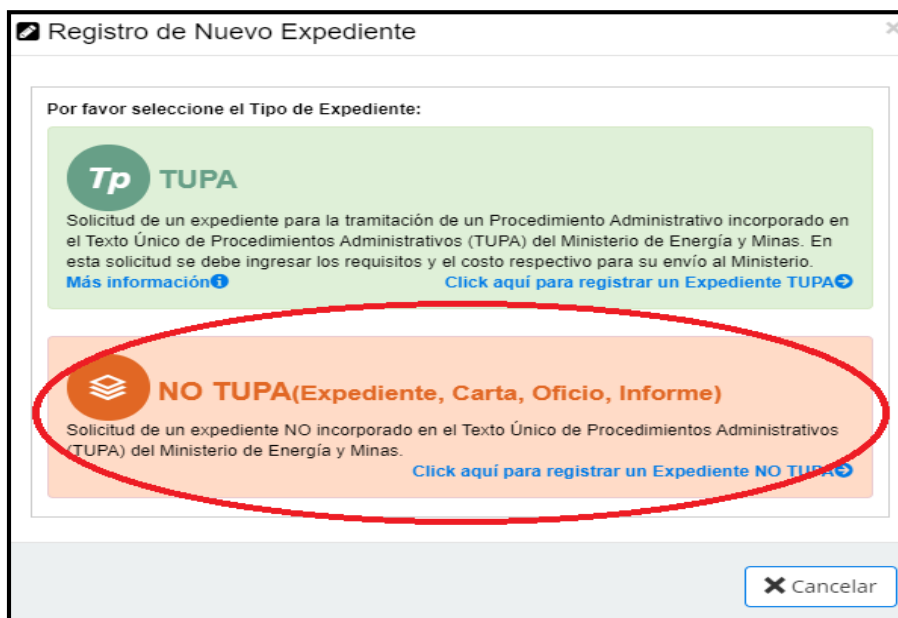 Registro de Nuevo Expediente
Por favor seleccione el Tipo de Expediente:
Tp TUPA
Solicitud de un expediente para la tramitación de un Procedimiento Administrativo incorporado en
el Texto Único de Procedimientos Administrativos (TUPA) del Ministerio de Energía y Minas. En
esta solicitud se debe ingresar los requisitos y el costo respectivo para su envío al Ministerio.
Más información Click aquí para registrar un Expediente TUPA
NO TUPA(Expediente, Carta, Oficio, Informe)
Solicitud de un expediente NO incorporado en el Texto Único de Procedimientos Administrativos
(TUPA) del Ministerio de Energía y Minas.
Click aquí para registrar un Expediente NO TUPA
Cancelar